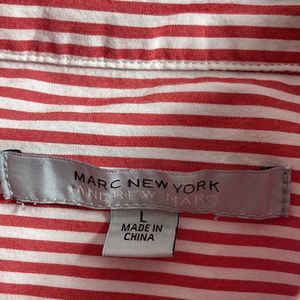 MARC NEW YORK
ANDREW MARC
L
MADE IN
CHINA